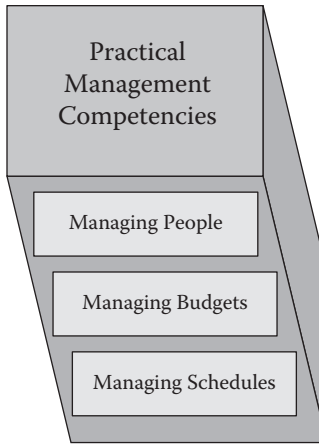 Practical
Management
Competencies
Managing People
Managing Budgets
Managing Schedules